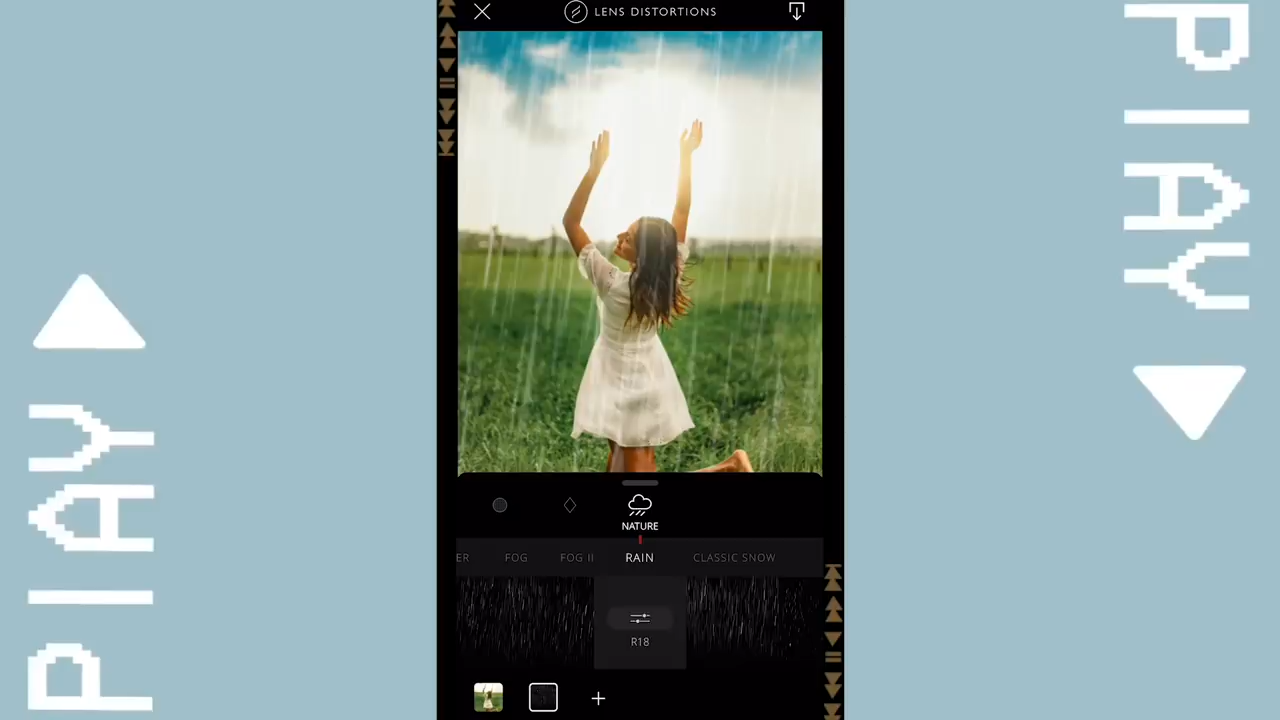 LENS DISTORTIONS
PLAY
PLAY
NATURE
ER FOG FOG II RAIN CLASSIC SNOW
R18